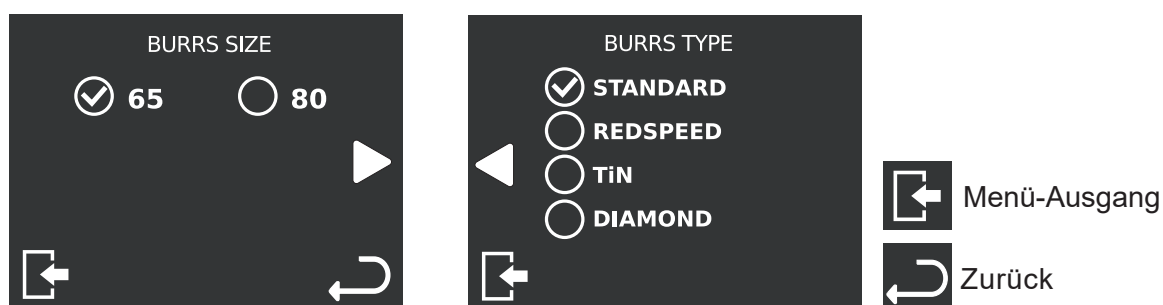 BURRS SIZE
65 80
BURRS TYPE
STANDARD
REDSPEED
TiN
DIAMOND
Menü-Ausgang
Zurück